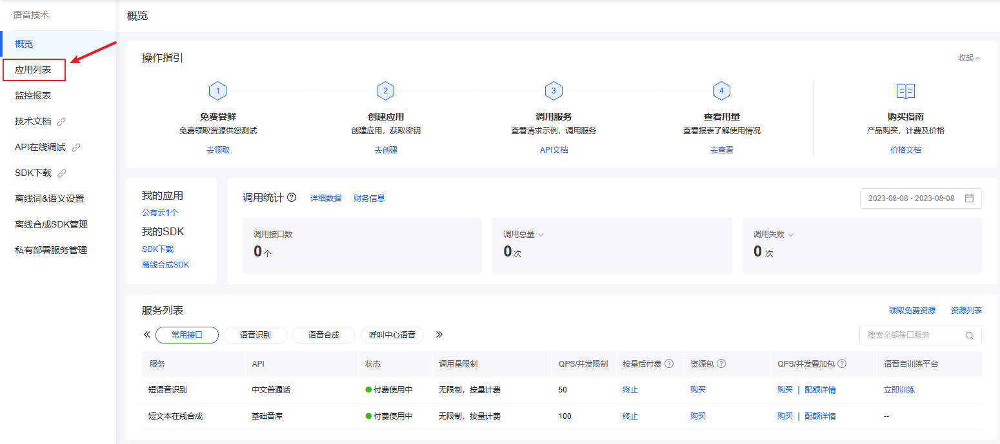 语音技术
概览
应用列表
监控报表
技术文档
API在线调试
SDK下载
离线词&语义设置
离线合成SDK管理
私有部署服务管理
概览
操作指引
收起
1 2 3 4
免费尝鲜 创建应用 调用服务 查看用量 购买指南
免费领取资源供您测试 创建应用，获取密钥 查看请求示例，调用服务 查看报表了解使用情况 产品购买，计费及价格
去领取 去创建 API文档 去查看 价格文档
我的应用
公有云1个
我的SDK
SDK下载
离线合成SDK
调用统计 ? 详细数据 财务信息 2023-08-08 - 2023-08-08
调用接口数 调用总量 调用失败
0个 0次 0 次
服务列表 领取免费资源 资源列表
« 常用接口 语音识别 语音合成 呼叫中心语音 » 搜索全部接口服务
服务 API 状态 调用量限制 QPS/并发限制 按量后付费 ? 资源包 ? QPS/并发叠加包 ? 语音自训练平台
短语音识别 中文普通话 付费使用中 无限制，按量计费 50 终止 购买 购买 | 配额详情 立即训练
短文本在线合成 基础音库 付费使用中 无限制，按量计费 100 终止 购买 购买 | 配额详情 --